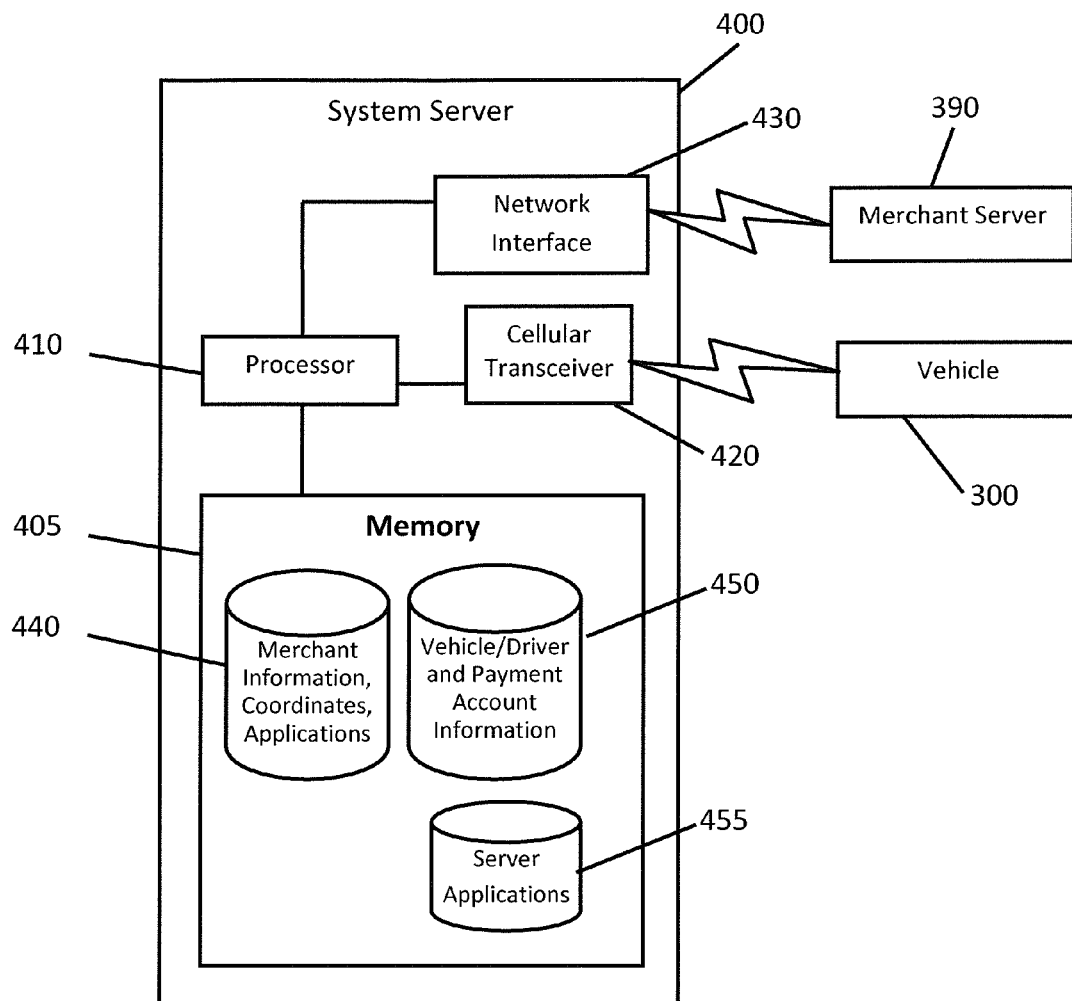 400
System Server
430
390
Network
Interface
Merchant Server
410
Processor
Cellular
Transceiver
Vehicle
420
300
405
Memory
440
450
Merchant
Information,
Coordinates,
Applications
Vehicle/Driver
and Payment
Account
Information
455
Server
Applications